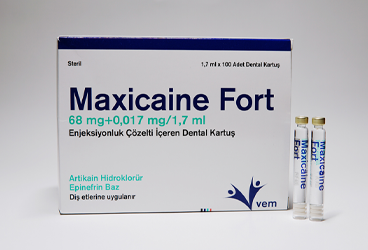 Steril
1,7 ml x 100 Adet Dental Kartuş
Maxicaine Fort
68 mg+0,017 mg/1,7 ml
Enjeksiyonluk Çözelti İçeren Dental Kartuş
Artikain Hidroklorür
Epinefrin Baz
Diş etlerine uygulanır
vem
Maxicaine
Fort
Maxicaine
Fort